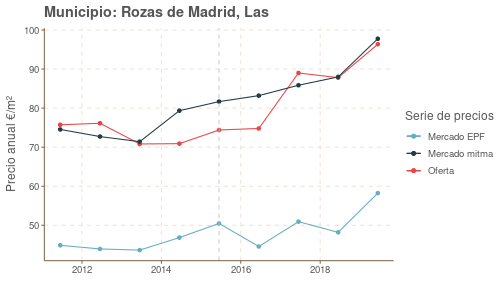 Municipio: Rozas de Madrid, Las
Precio anual €/m²
100
90
80
70
60
50
2012
2014
2016
2018
Serie de precios
Mercado EPF
Mercado mitma
Oferta